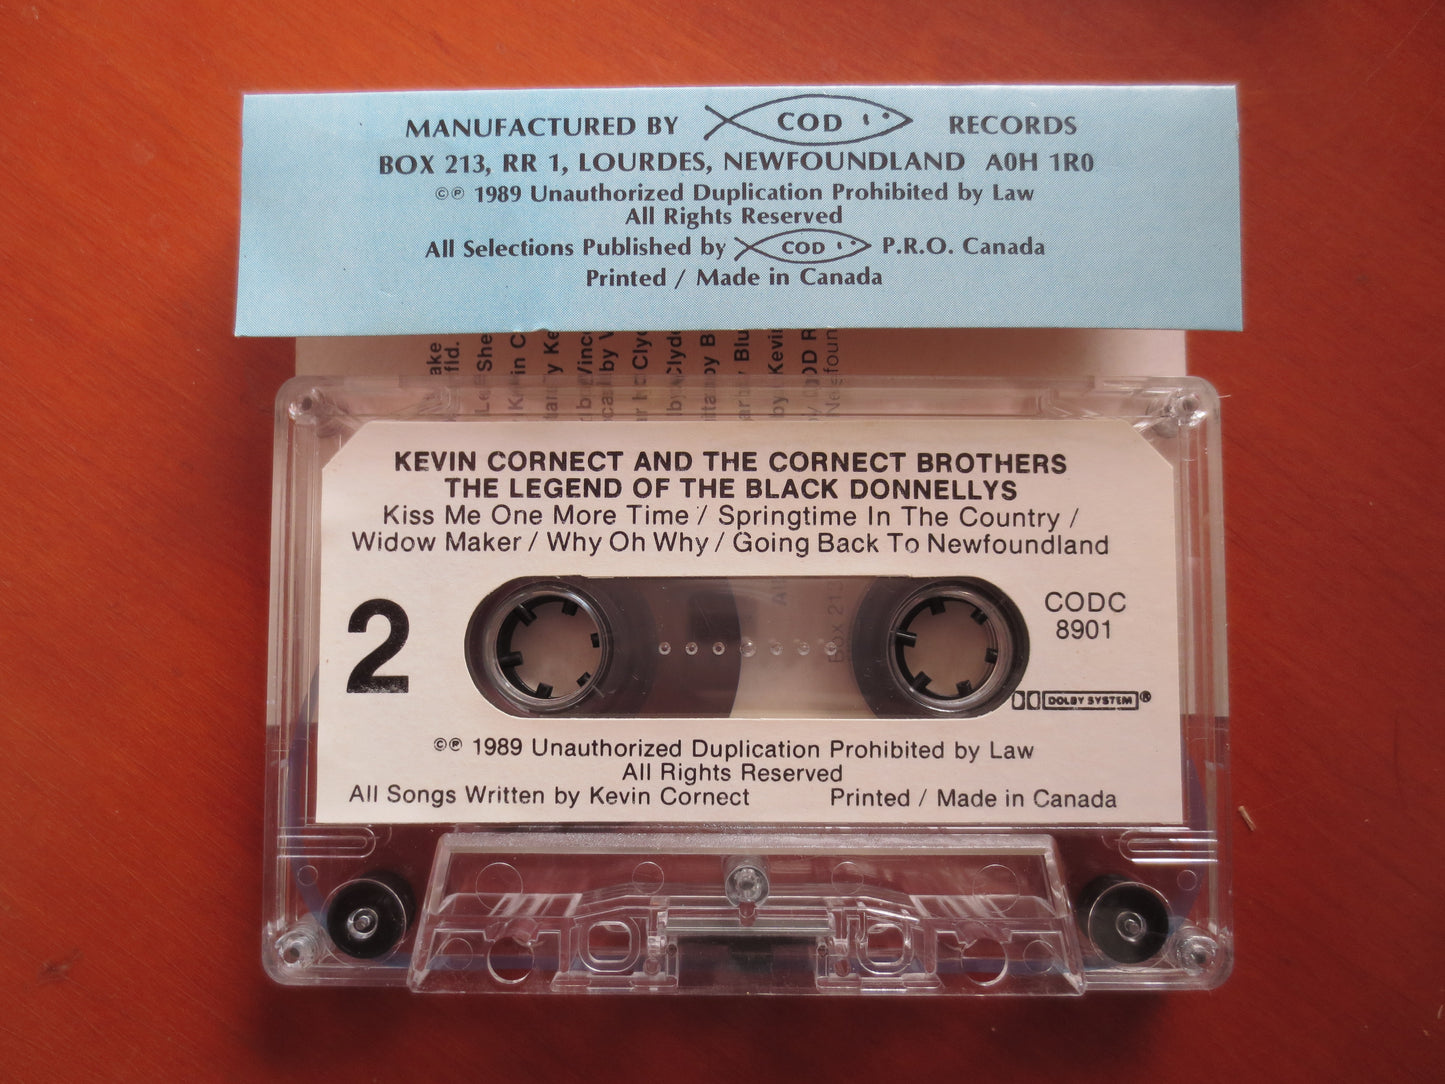 MANUFACTURED BY COD RECORDS
BOX 213, RR 1, LOURDES, NEWFOUNDLAND A0H 1R0
©℗ 1989 Unauthorized Duplication Prohibited by Law
All Rights Reserved
All Selections Published by COD P.R.O. Canada
Printed / Made in Canada
KEVIN CORNECT AND THE CORNECT BROTHERS
THE LEGEND OF THE BLACK DONNELLYS
Kiss Me One More Time / Springtime In The Country /
Widow Maker / Why Oh Why / Going Back To Newfoundland
2
CODC
8901
DOLBY SYSTEM®
©℗ 1989 Unauthorized Duplication Prohibited by Law
All Rights Reserved
All Songs Written by Kevin Cornect Printed / Made in Canada